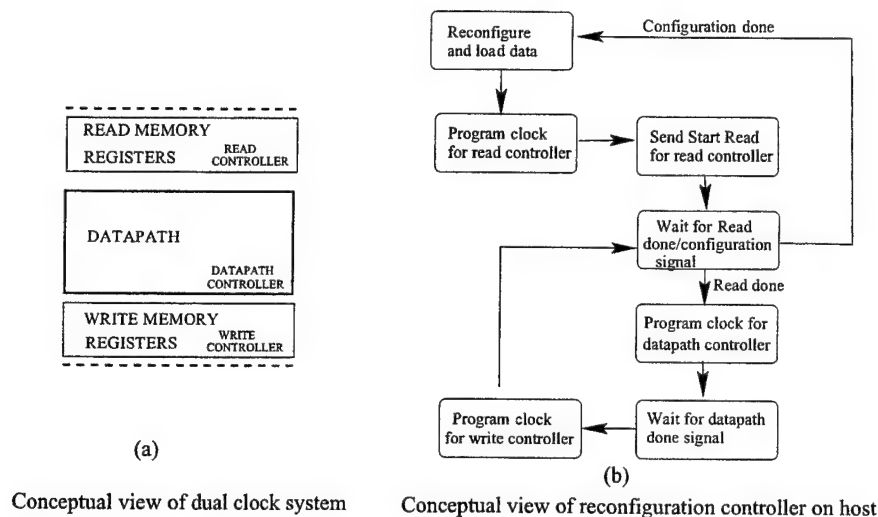 READ MEMORY
REGISTERS
READ
CONTROLLER
DATAPATH
DATAPATH
CONTROLLER
WRITE MEMORY
REGISTERS
WRITE
CONTROLLER
(a)
Conceptual view of dual clock system
Reconfigure
and load data
Configuration done
Program clock
for read controller
Send Start Read
for read controller
Wait for Read
done/configuration
signal
Read done
Program clock for
datapath controller
Wait for datapath
done signal
Program clock
for write controller
(b)
Conceptual view of reconfiguration controller on host